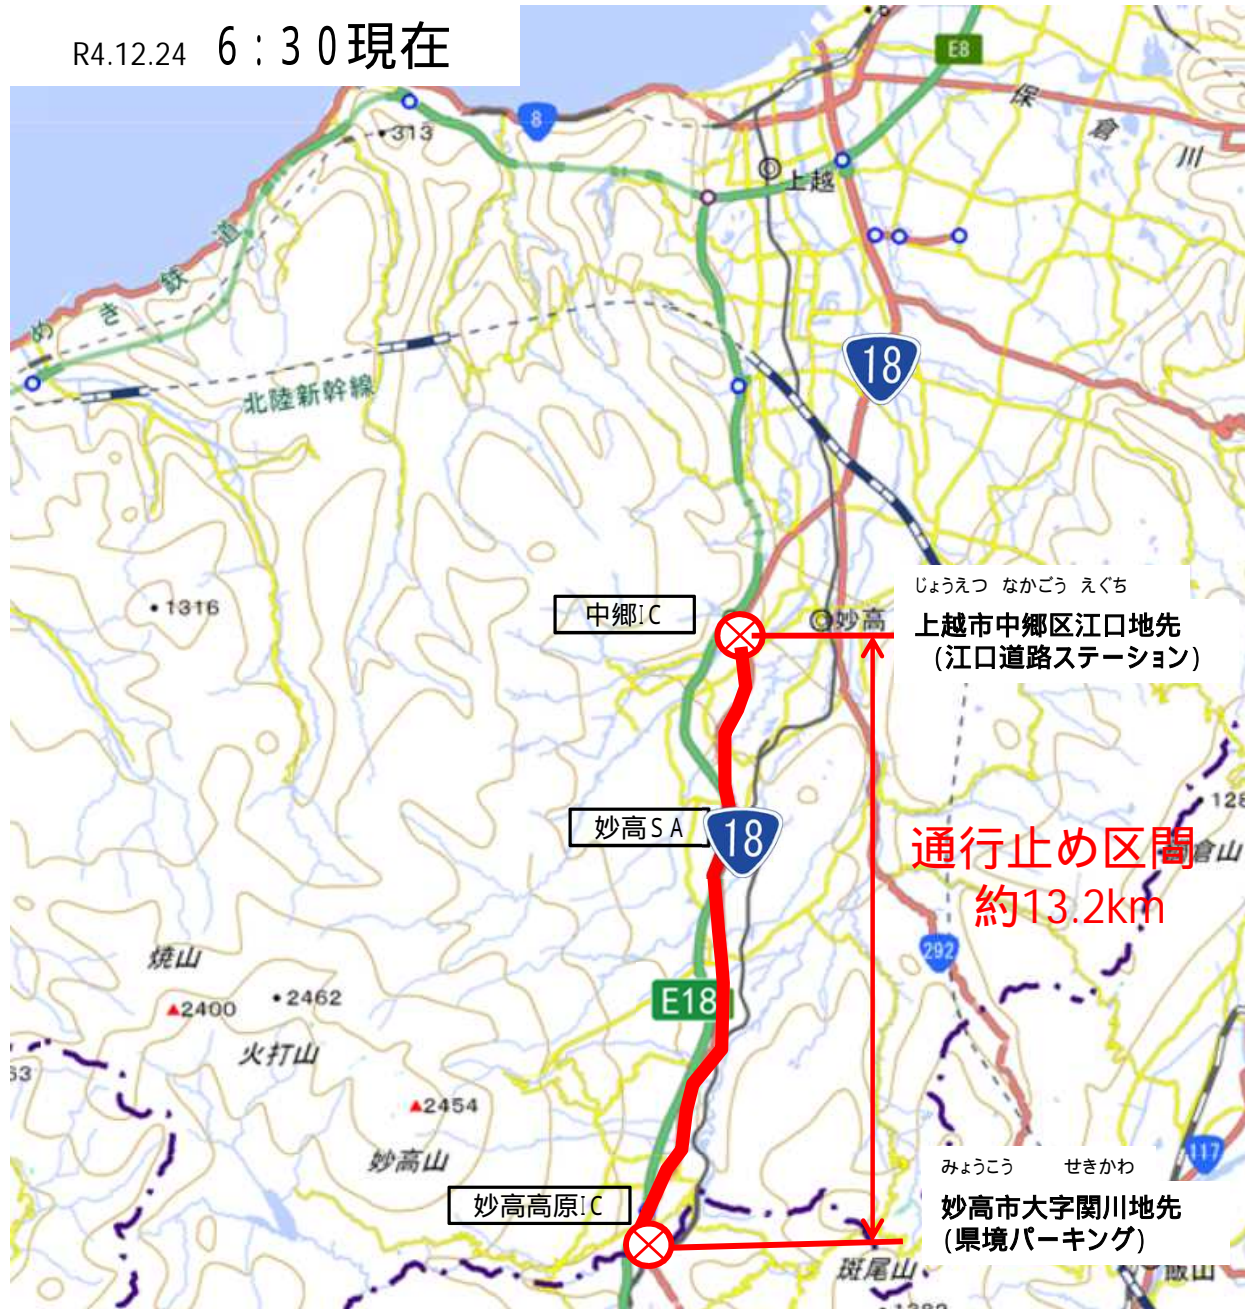 R4.12.24 6:30現在
E8
8
保倉川
313
上越
めき鉄道
18
北陸新幹線
1316
中郷IC
妙高
じょうえつ なかごう えぐち
上越市中郷区江口地先
(江口道路ステーション)
128
妙高SA
18
通行止め区間
約13.2km
倉山
292
焼山
2400
2462
火打山
E18
63
2454
妙高山
117
みょうこう せきかわ
妙高市大字関川地先
(県境パーキング)
妙高高原IC
斑尾山
飯山
1382